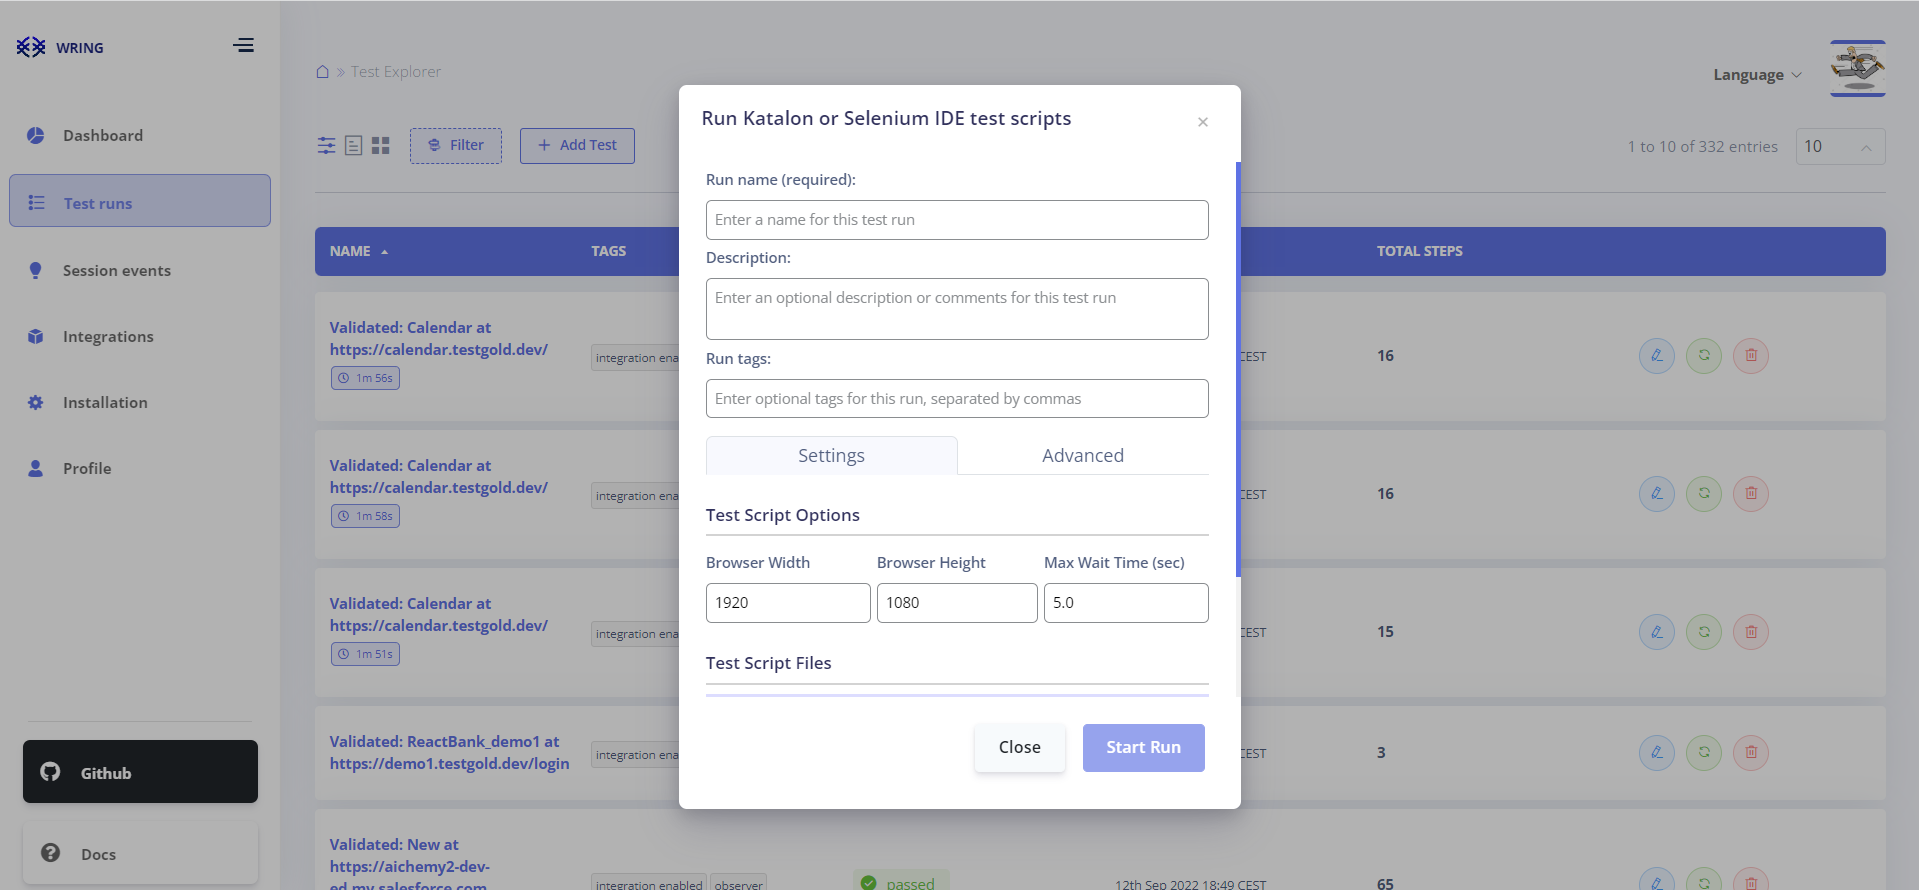 WRING
Dashboard
Test runs
Session events
Integrations
Installation
Profile
Github
Docs
» Test Explorer
Language
Filter
+ Add Test
1 to 10 of 332 entries
10
NAME
TAGS
TOTAL STEPS
Validated: Calendar at
https://calendar.testgold.dev/
1m 56s
integration ena
CEST
16
Validated: Calendar at
https://calendar.testgold.dev/
1m 58s
integration ena
CEST
16
Validated: Calendar at
https://calendar.testgold.dev/
1m 51s
integration ena
CEST
15
Validated: ReactBank_demo1 at
https://demo1.testgold.dev/login
integration ena
CEST
3
Validated: New at
https://aichemy2-dev-
ed.my.salesforce.com
integration enabled
observer
passed
12th Sep 2022 18:49 CEST
65
Run Katalon or Selenium IDE test scripts
×
Run name (required):
Enter a name for this test run
Description:
Enter an optional description or comments for this test run
Run tags:
Enter optional tags for this run, separated by commas
Settings
Advanced
Test Script Options
Browser Width
Browser Height
Max Wait Time (sec)
1920
1080
5.0
Test Script Files
Close
Start Run